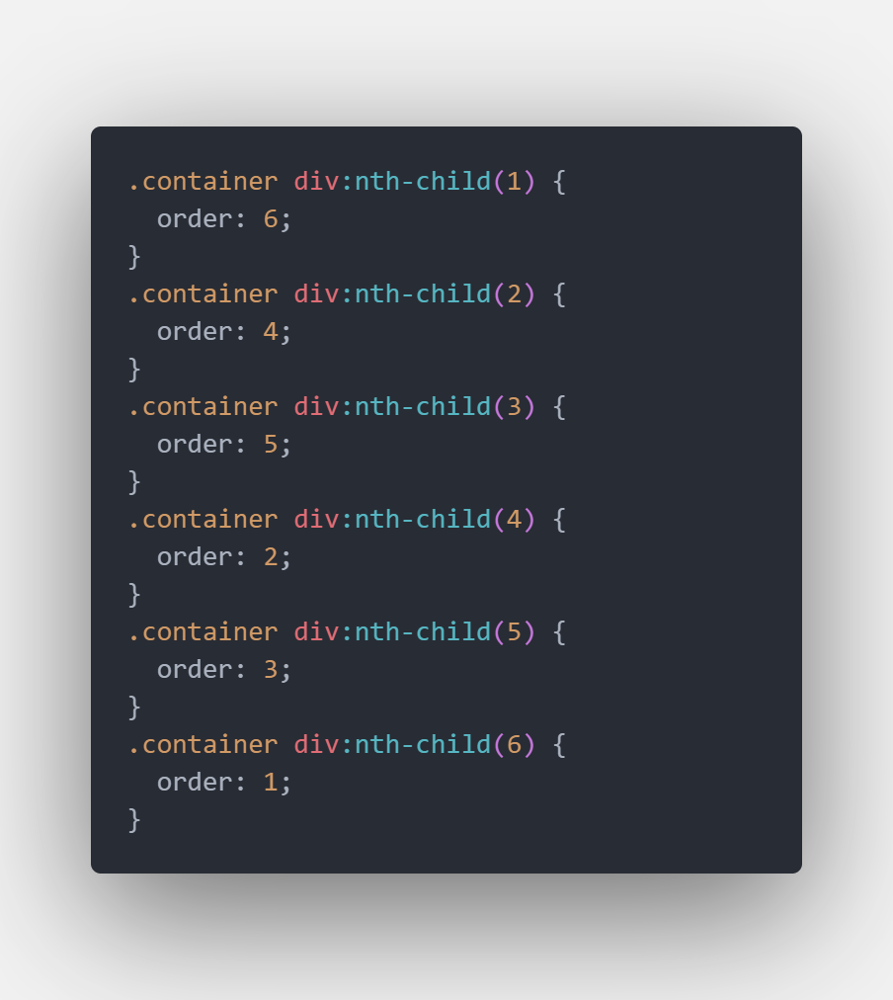 .container div:nth-child(1) {
  order: 6;
}
.container div:nth-child(2) {
  order: 4;
}
.container div:nth-child(3) {
  order: 5;
}
.container div:nth-child(4) {
  order: 2;
}
.container div:nth-child(5) {
  order: 3;
}
.container div:nth-child(6) {
  order: 1;
}